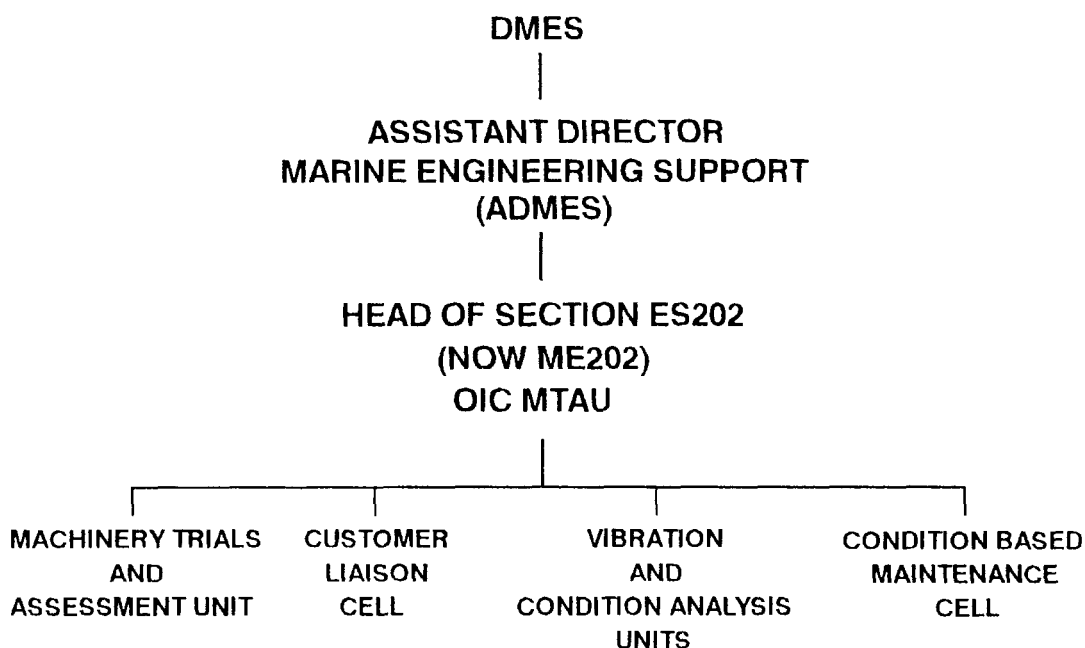 DMES
ASSISTANT DIRECTOR
MARINE ENGINEERING SUPPORT
(ADMES)
HEAD OF SECTION ES202
(NOW ME202)
OIC MTAU
MACHINERY TRIALS
AND
ASSESSMENT UNIT
CUSTOMER
LIAISON
CELL
VIBRATION
AND
CONDITION ANALYSIS
UNITS
CONDITION BASED
MAINTENANCE
CELL